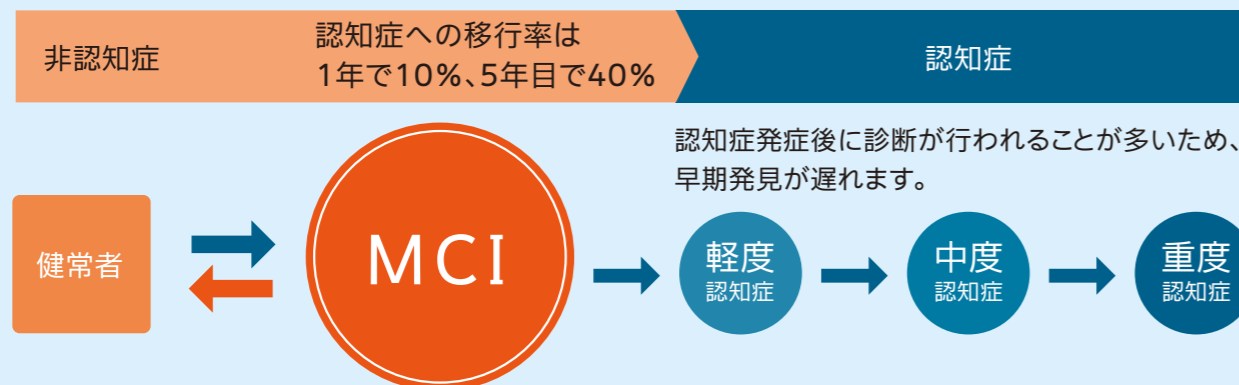 非認知症
認知症への移行率は
1年で10%、5年目で40%
認知症
認知症発症後に診断が行われることが多いため、
早期発見が遅れます。
健常者
MCI
軽度
認知症
中度
認知症
重度
認知症